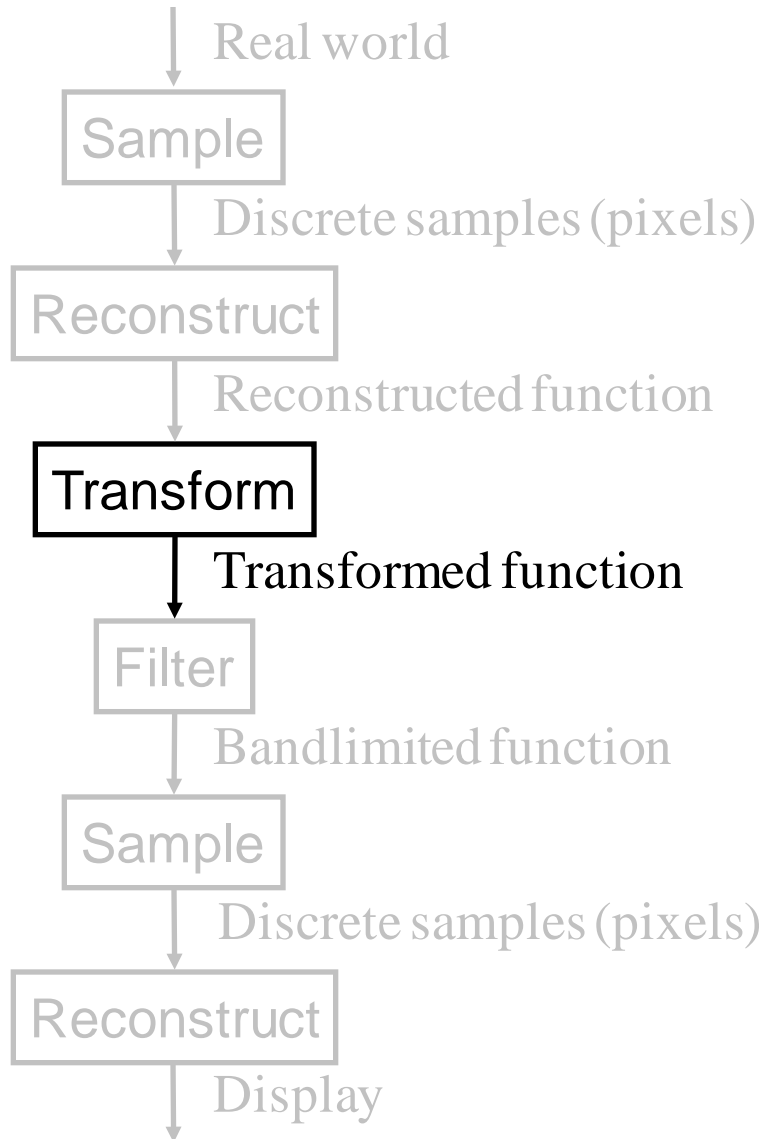 Real world
Sample
Discrete samples (pixels)
Reconstruct
Reconstructed function
Transform
Transformed function
Filter
Bandlimited function
Sample
Discrete samples (pixels)
Reconstruct
Display